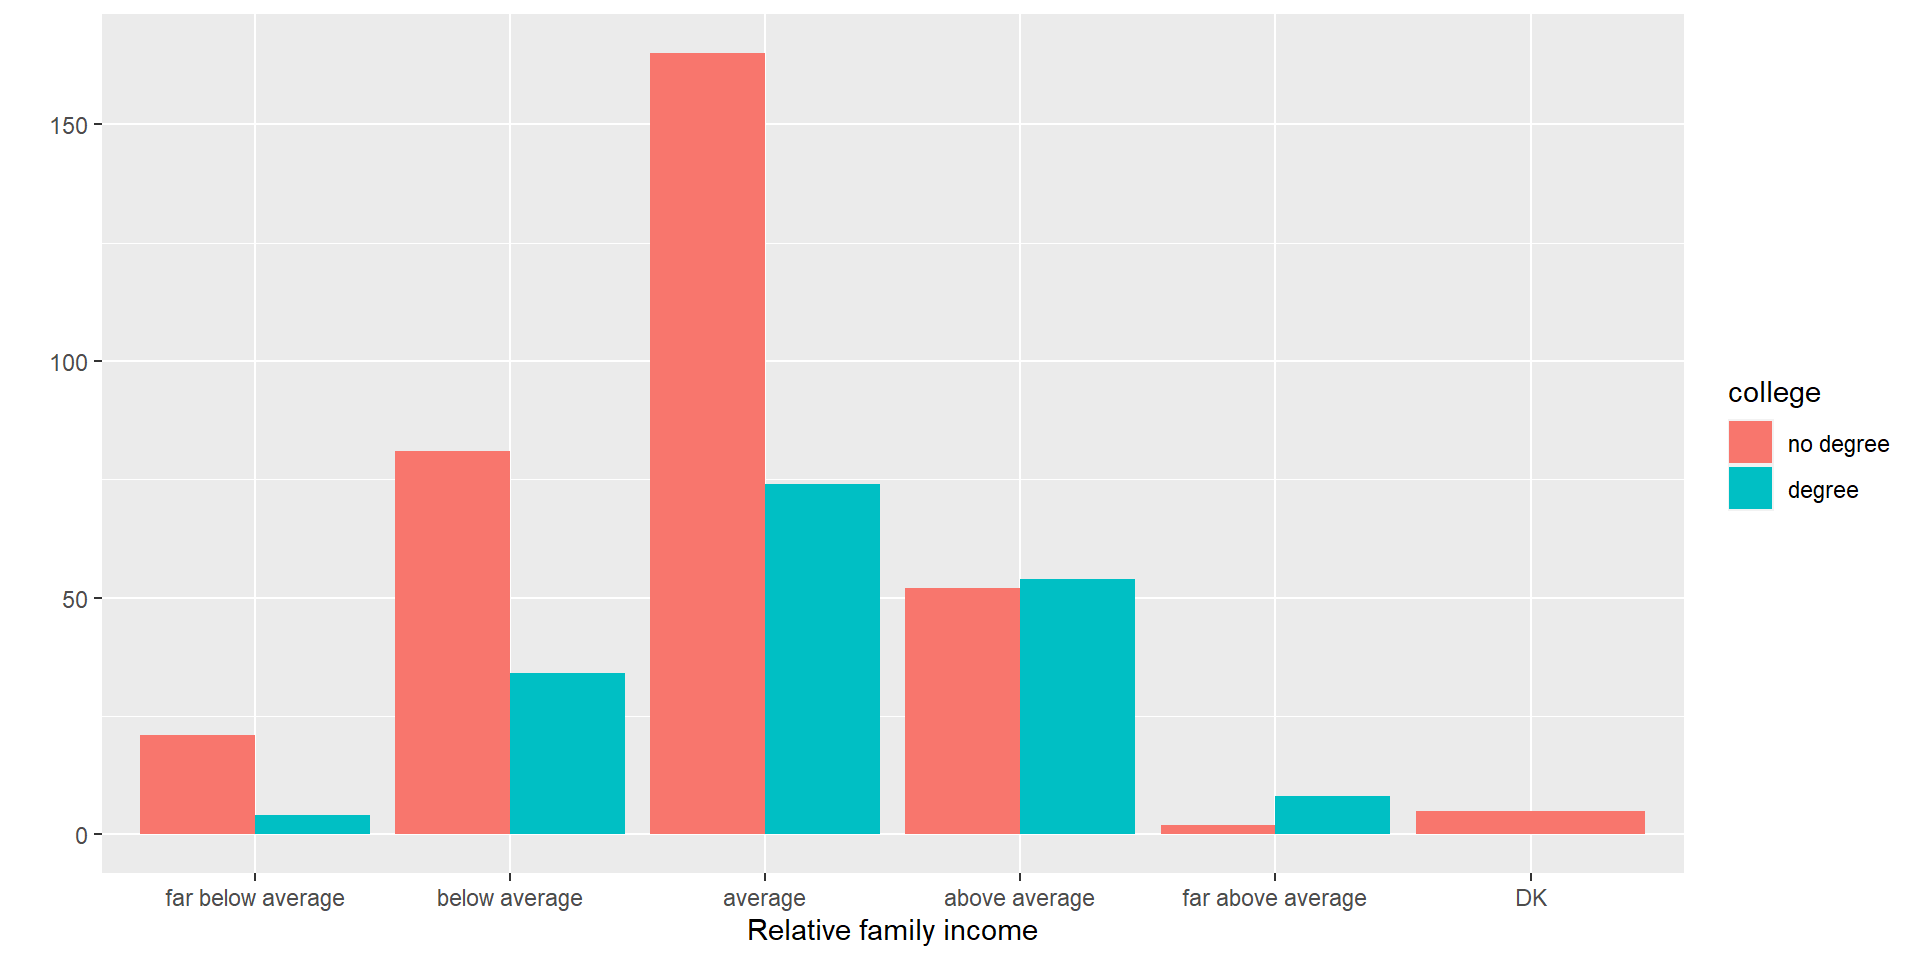 150
100
50
0
far below average
below average
average
above average
far above average
DK
Relative family income
college
no degree
degree